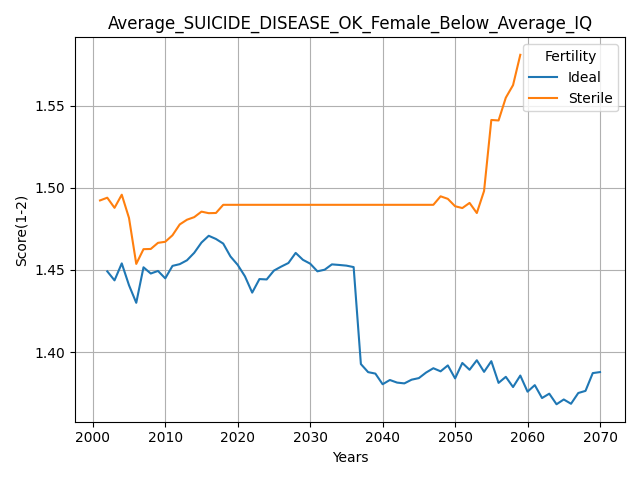 Average_SUICIDE_DISEASE_OK_Female_Below_Average_IQ
Fertility
Ideal
Sterile
Score(1-2)
1.55
1.50
1.45
1.40
2000 2010 2020 2030 2040 2050 2060 2070
Years